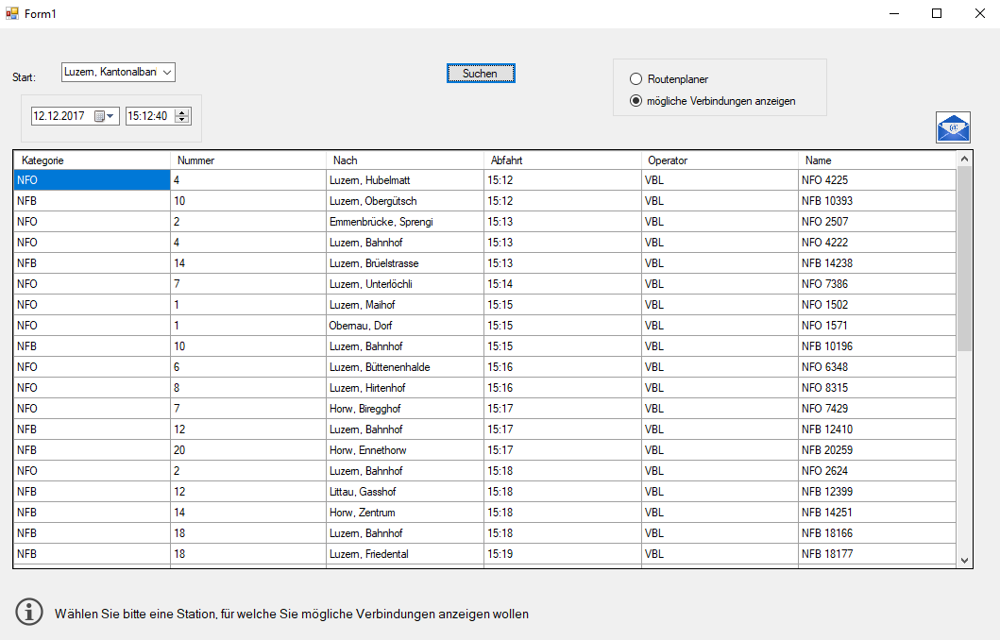 Form1
Start:
Luzern, Kantonalban
Suchen
Routenplaner
mögliche Verbindungen anzeigen
12.12.2017 15:12:40
@
Kategorie Nummer Nach Abfahrt Operator Name
NFO 4 Luzern, Hubelmatt 15:12 VBL NFO 4225
NFB 10 Luzern, Obergütsch 15:12 VBL NFB 10393
NFO 2 Emmenbrücke, Sprengi 15:13 VBL NFO 2507
NFO 4 Luzern, Bahnhof 15:13 VBL NFO 4222
NFB 14 Luzern, Brüelstrasse 15:13 VBL NFB 14238
NFO 7 Luzern, Unterlöchli 15:14 VBL NFO 7386
NFO 1 Luzern, Maihof 15:15 VBL NFO 1502
NFO 1 Obernau, Dorf 15:15 VBL NFO 1571
NFB 10 Luzern, Bahnhof 15:15 VBL NFB 10196
NFO 6 Luzern, Büttenenhalde 15:16 VBL NFO 6348
NFO 8 Luzern, Hirtenhof 15:16 VBL NFO 8315
NFO 7 Horw, Biregghof 15:17 VBL NFO 7429
NFB 12 Luzern, Bahnhof 15:17 VBL NFB 12410
NFB 20 Horw, Ennethorw 15:17 VBL NFB 20259
NFO 2 Luzern, Bahnhof 15:18 VBL NFO 2624
NFB 12 Littau, Gasshof 15:18 VBL NFB 12399
NFB 14 Horw, Zentrum 15:18 VBL NFB 14251
NFB 18 Luzern, Bahnhof 15:18 VBL NFB 18166
NFB 18 Luzern, Friedental 15:19 VBL NFB 18177
Wählen Sie bitte eine Station, für welche Sie mögliche Verbindungen anzeigen wollen